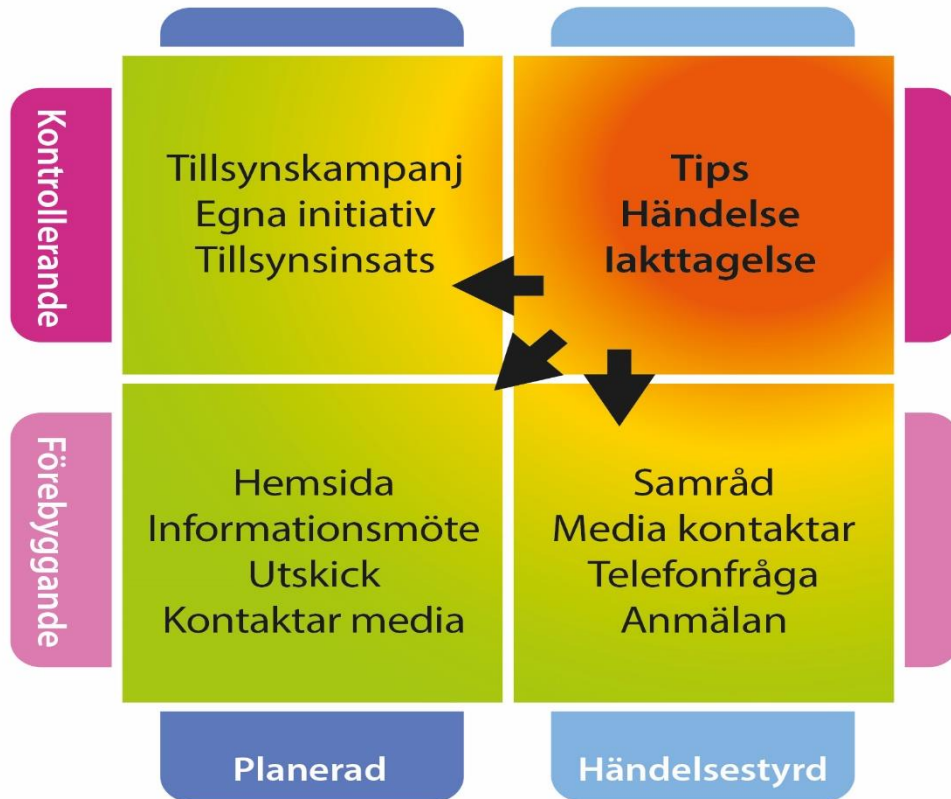 Kontrollerande
Tillsynskampanj
Egna initiativ
Tillsynsinsats
Tips
Händelse
Iakttagelse
Förebyggande
Hemsida
Informationsmöte
Utskick
Kontaktar media
Samråd
Media kontaktar
Telefonfråga
Anmälan
Planerad
Händelsestyrd